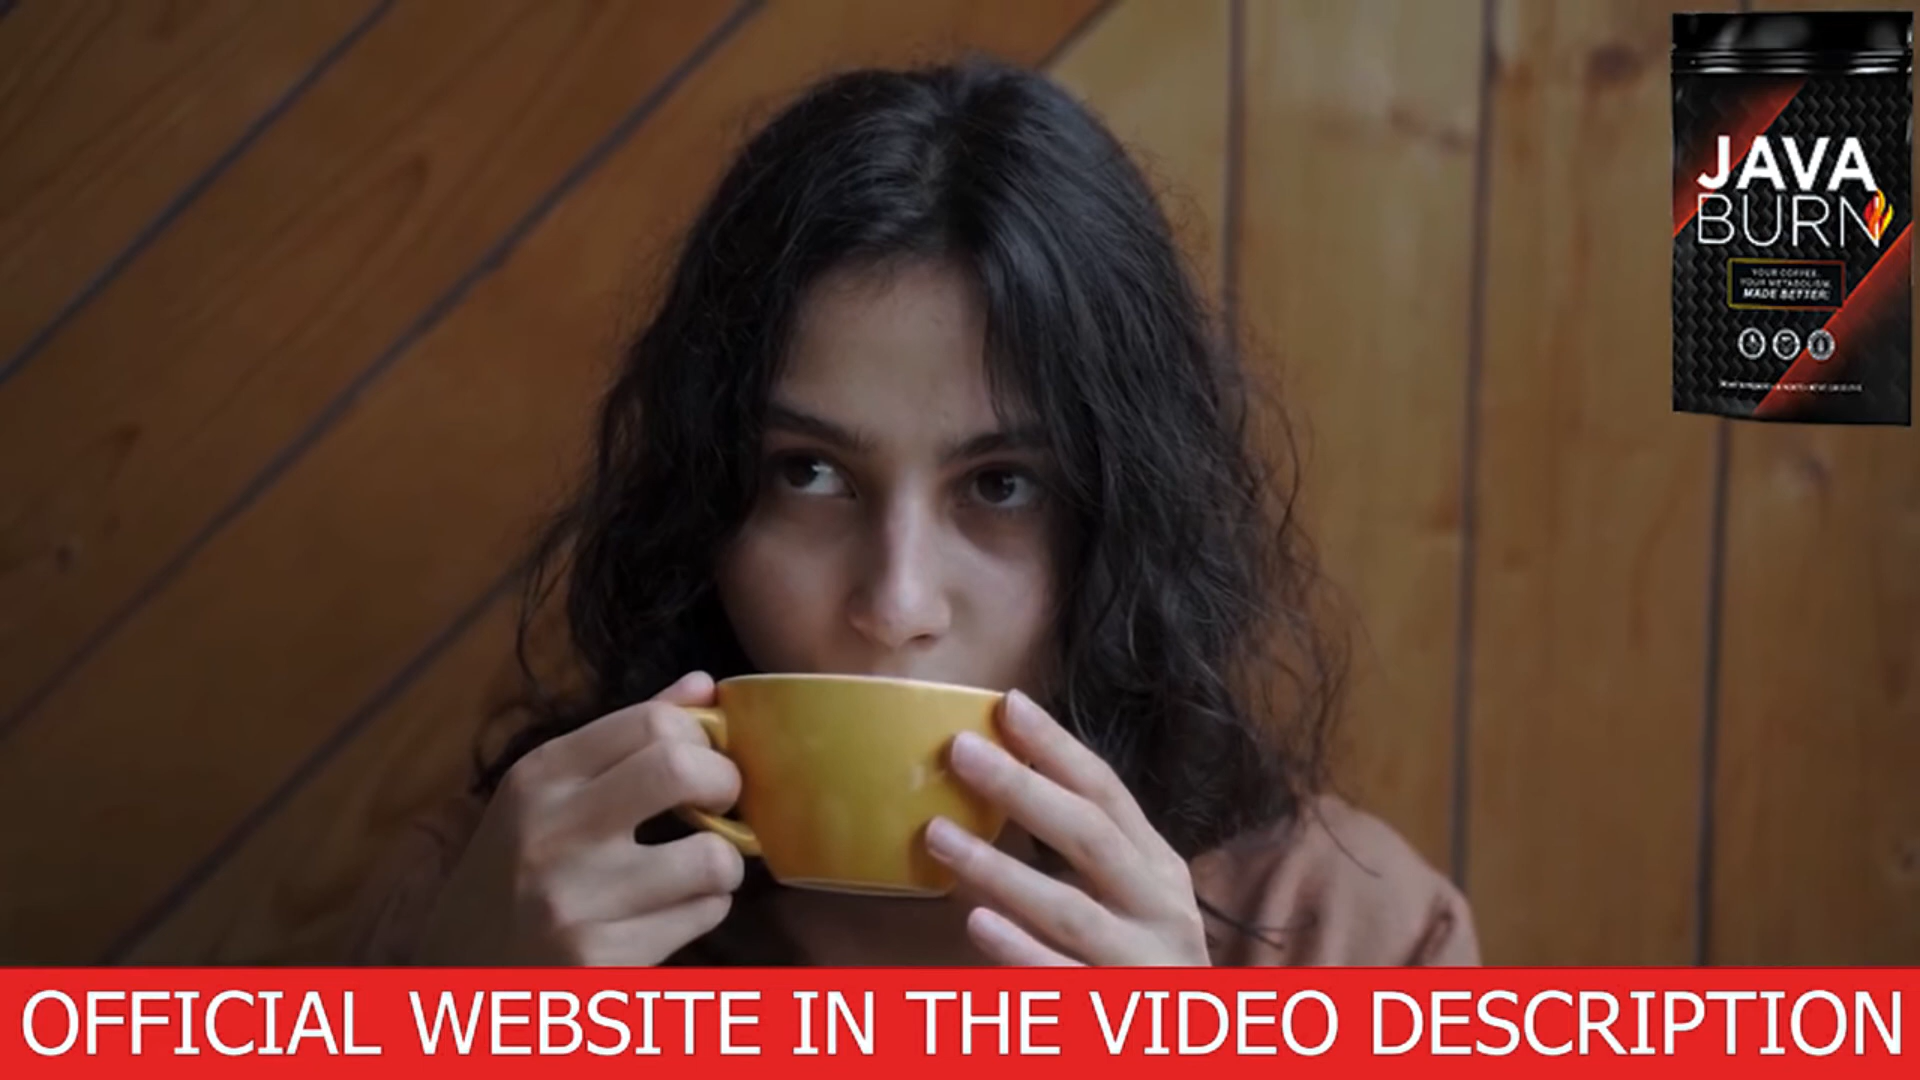 JAVA
BURN
YOUR COFFEE.
YOUR METABOLISM.
MADE BETTER!
OFFICIAL WEBSITE IN THE VIDEO DESCRIPTION